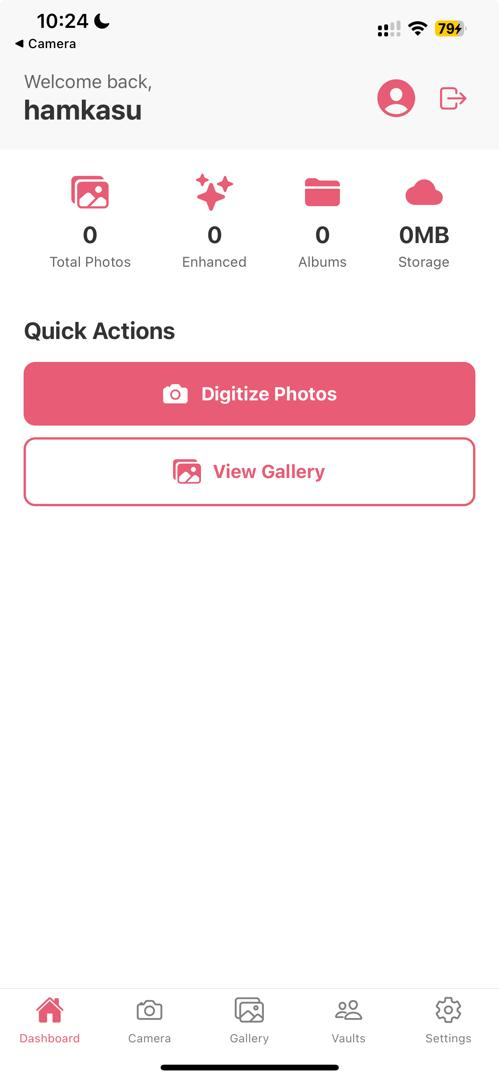 10:24
79
◀ Camera
Welcome back,
hamkasu
0 0 0 0MB
Total Photos Enhanced Albums Storage
Quick Actions
Digitize Photos
View Gallery
Dashboard Camera Gallery Vaults Settings